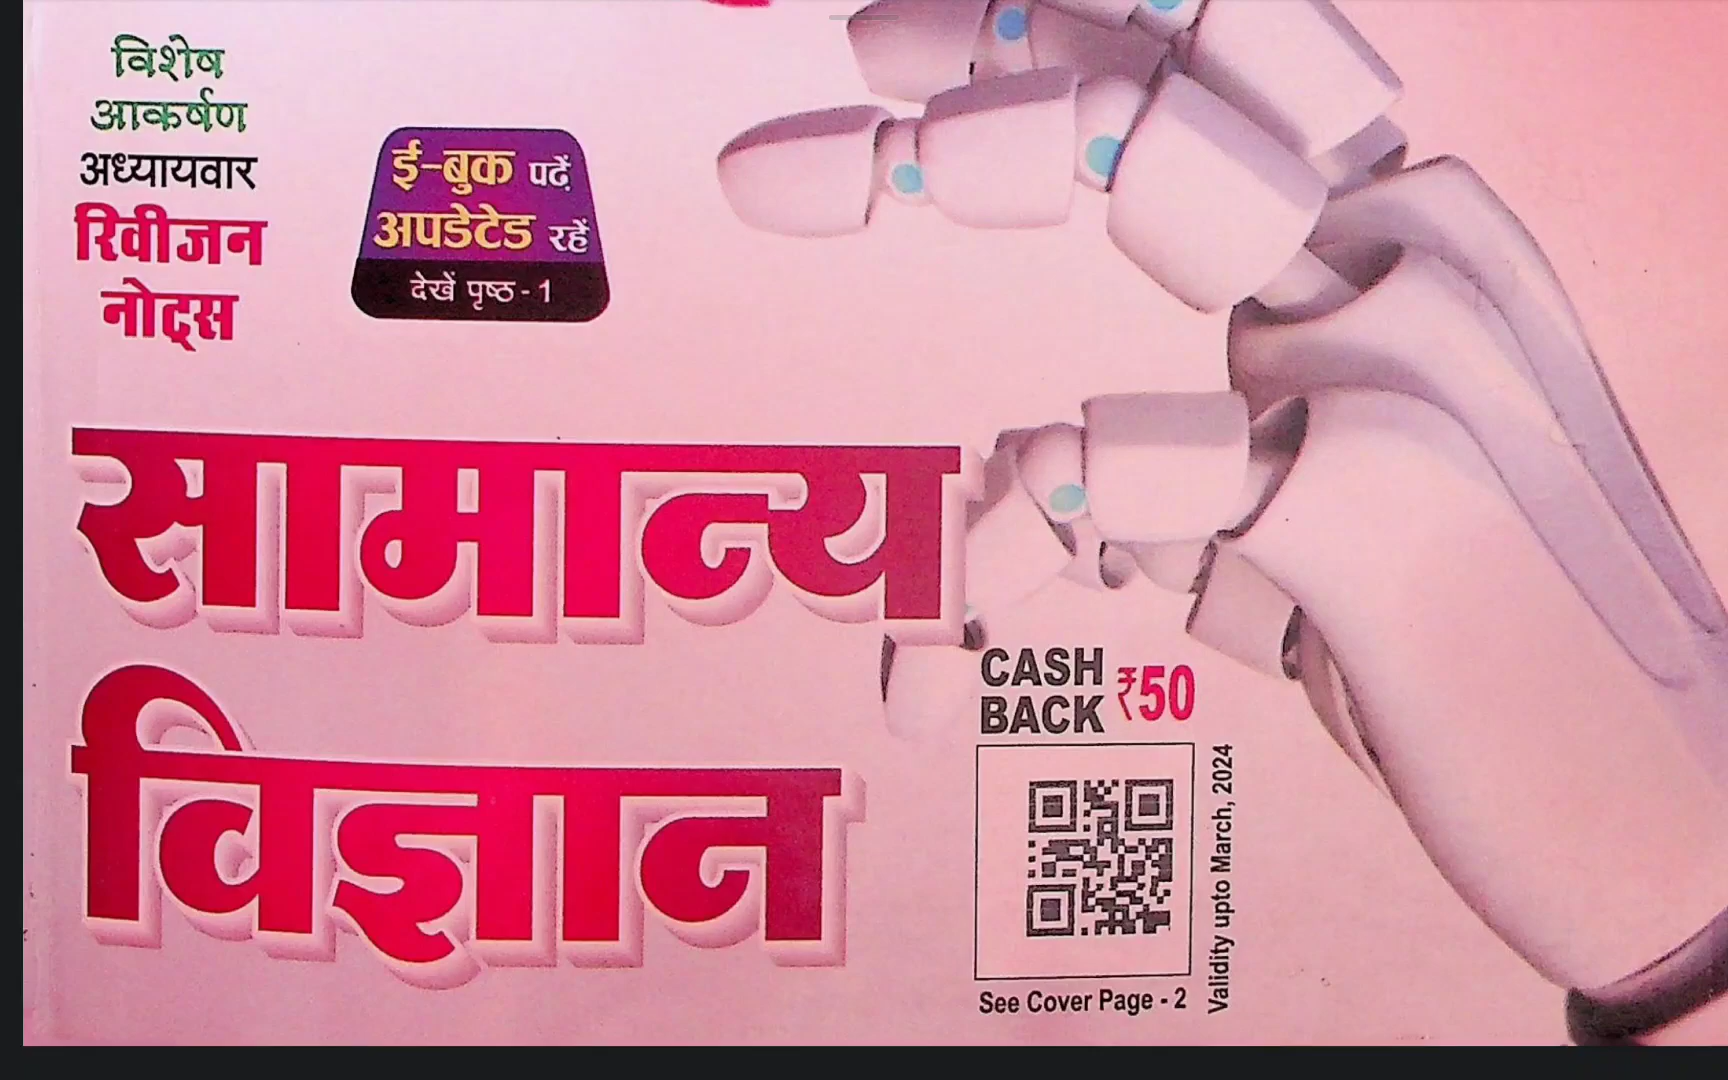 विशेष
आकर्षण
अध्यायवार
रिवीजन
नोट्स
ई-बुक पढ़ें
अपडेटेड रहें
देखें पृष्ठ - 1
सामान्य
विज्ञान
CASH
BACK ₹50
See Cover Page - 2
Validity upto March, 2024